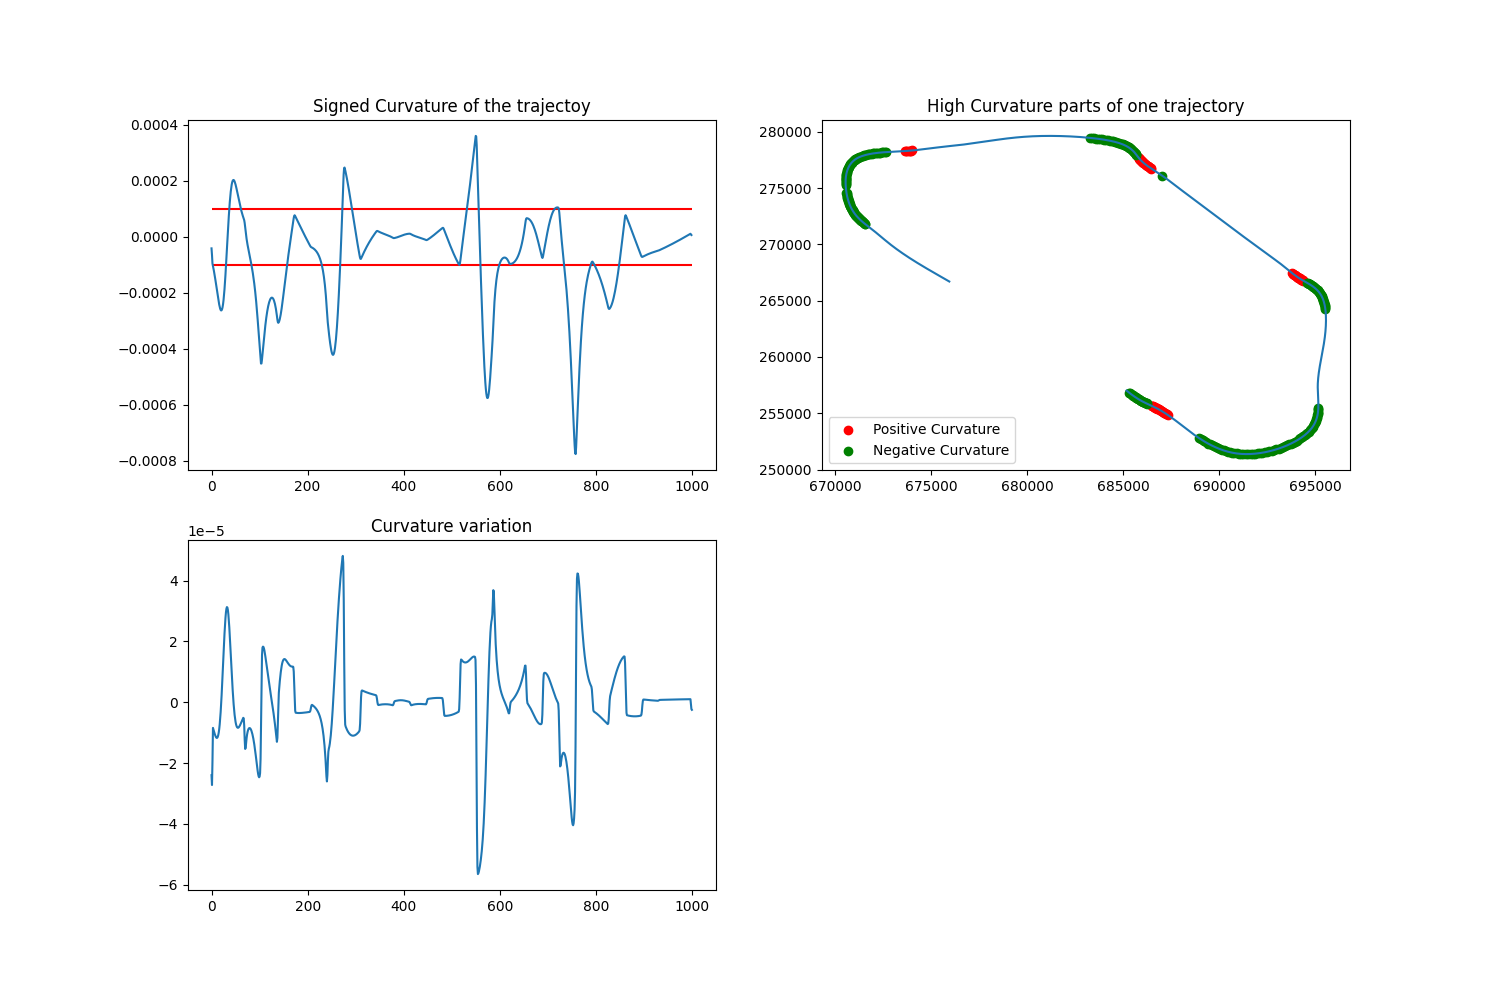 Signed Curvature of the trajectoy
0.0004
0.0002
0.0000
−0.0002
−0.0004
−0.0006
−0.0008
0 200 400 600 800 1000
High Curvature parts of one trajectory
280000
275000
270000
265000
260000
255000
250000
Positive Curvature
Negative Curvature
670000 675000 680000 685000 690000 695000
Curvature variation
1e−5
4
2
0
−2
−4
−6
0 200 400 600 800 1000